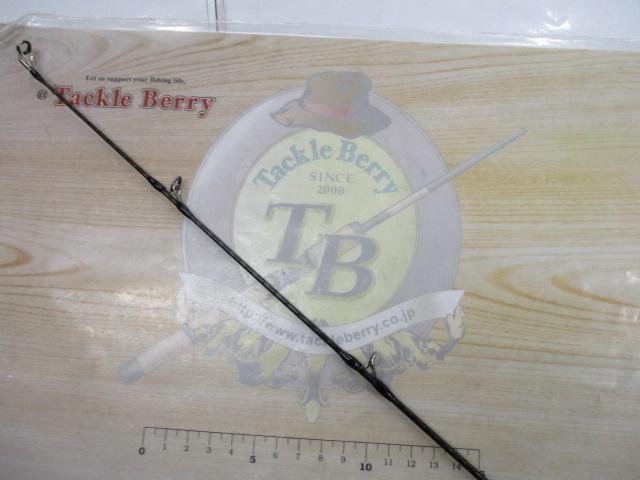 Let us support your fishing life.
@ Tackle Berry
Tackle Berry
SINCE
2000
TB
http://www.tackleberry.co.jp
0 1 2 3 4 5 6 7 8 9 10 11 12 13 14